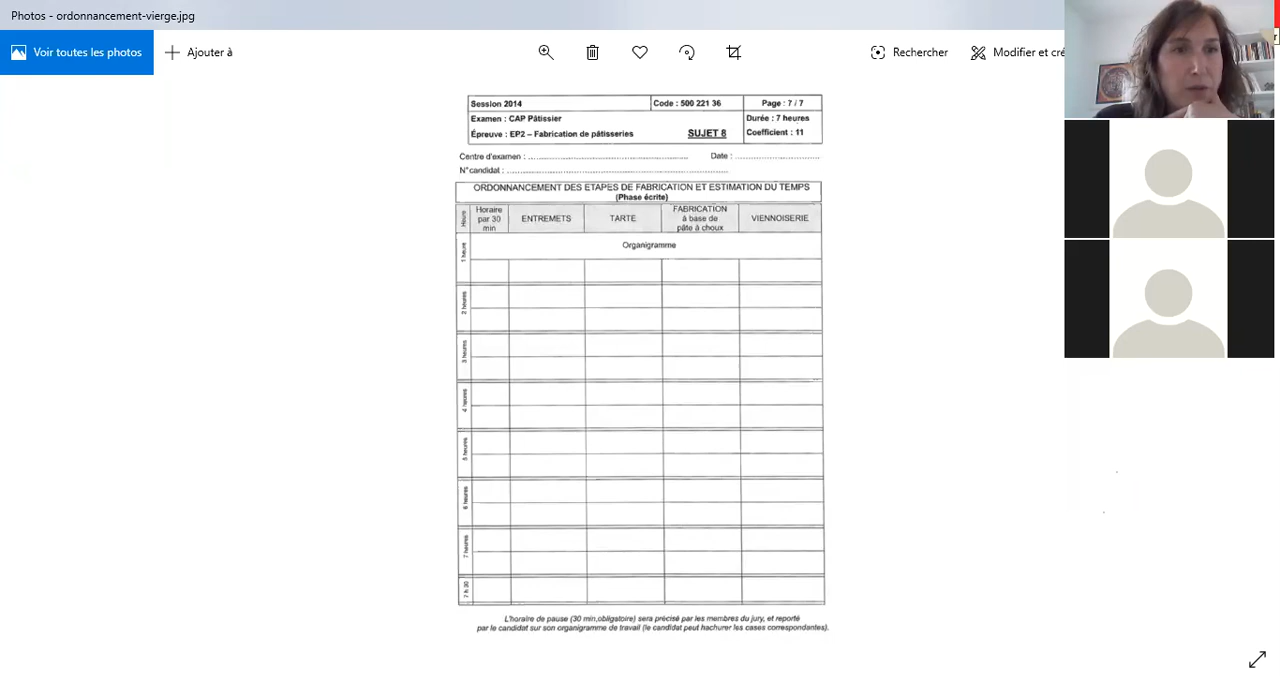 Photos - ordonnancement-vierge.jpg
Voir toutes les photos
Ajouter à
Rechercher
Modifier et cré
r
Session 2014
Code : 500 221 36
Page : 7 / 7
Examen : CAP Pâtissier
Durée : 7 heures
Épreuve : EP2 – Fabrication de pâtisseries
SUJET 8
Coefficient : 11
Centre d'examen : ........................................................
Date : .............................
N°candidat : ..............................................................................
ORDONNANCEMENT DES ETAPES DE FABRICATION ET ESTIMATION DU TEMPS
(Phase écrite)
Heure
Horaire
par 30
min
ENTREMETS
TARTE
FABRICATION
à base de
pâte à choux
VIENNOISERIE
1 heure
Organigramme
2 heures
3 heures
4 heures
5 heures
6 heures
7 heures
7 h 30
L'horaire de pause (30 min,obligatoire) sera précisé par les membres du jury, et reporté
par le candidat sur son organigramme de travail (le candidat peut hachurer les cases correspondantes).